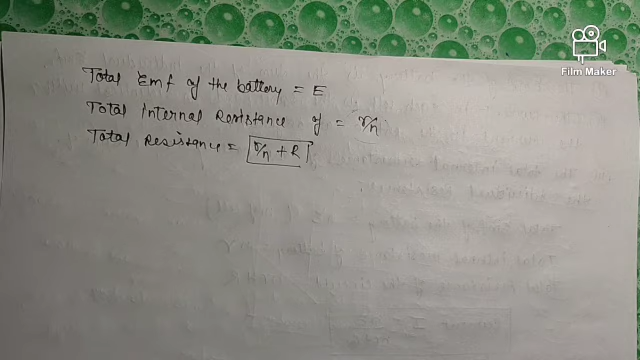 Film Maker
Total Emf of the battery = E
Total Internal Resistance of = r/n
Total resistance = r/n + R